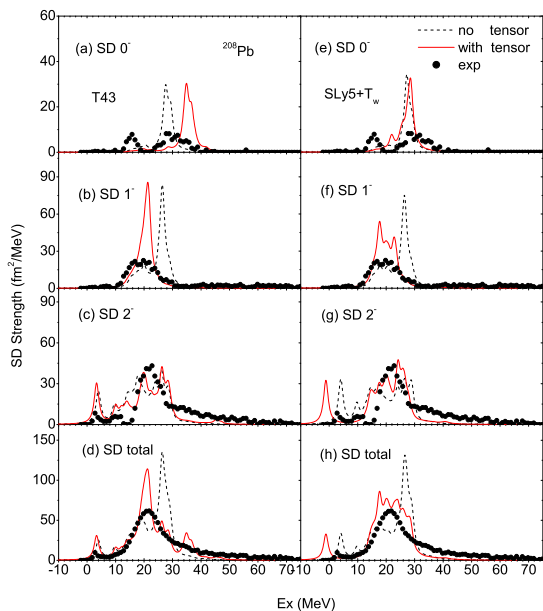 (a) SD 0-
208Pb
T43
(e) SD 0-
SLy5+Tw
no tensor
with tensor
exp
60
40
20
0
(b) SD 1-
(f) SD 1-
90
60
30
0
(c) SD 2-
(g) SD 2-
90
60
30
0
(d) SD total
(h) SD total
150
100
50
0
-10 0 10 20 30 40 50 60 70
-10 0 10 20 30 40 50 60 70
SD Strength (fm2/MeV)
Ex (MeV)
Ex (MeV)